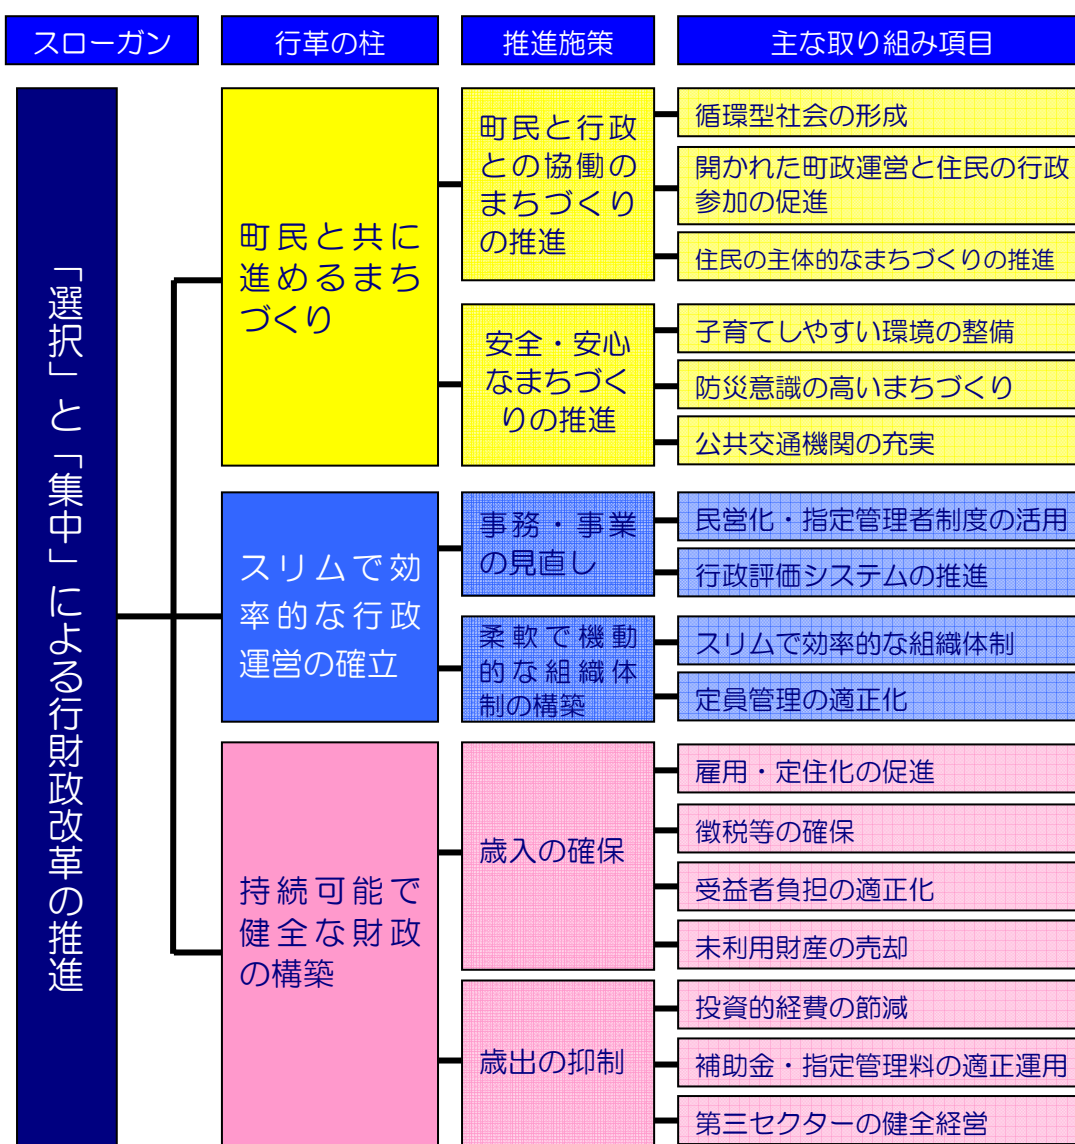 スローガン
行革の柱
推進施策
主な取り組み項目
「選択」と「集中」による行財政改革の推進
町民と共に
進めるまち
づくり
町民と行政
との協働の
まちづくり
の推進
循環型社会の形成
開かれた町政運営と住民の行政
参加の促進
住民の主体的なまちづくりの推進
安全・安心
なまちづく
りの推進
子育てしやすい環境の整備
防災意識の高いまちづくり
公共交通機関の充実
スリムで効
率的な行政
運営の確立
事務・事業
の見直し
民営化・指定管理者制度の活用
行政評価システムの推進
柔軟で機動
的な組織体
制の構築
スリムで効率的な組織体制
定員管理の適正化
持続可能で
健全な財政
の構築
歳入の確保
雇用・定住化の促進
徴税等の確保
受益者負担の適正化
未利用財産の売却
歳出の抑制
投資的経費の節減
補助金・指定管理料の適正運用
第三セクターの健全経営